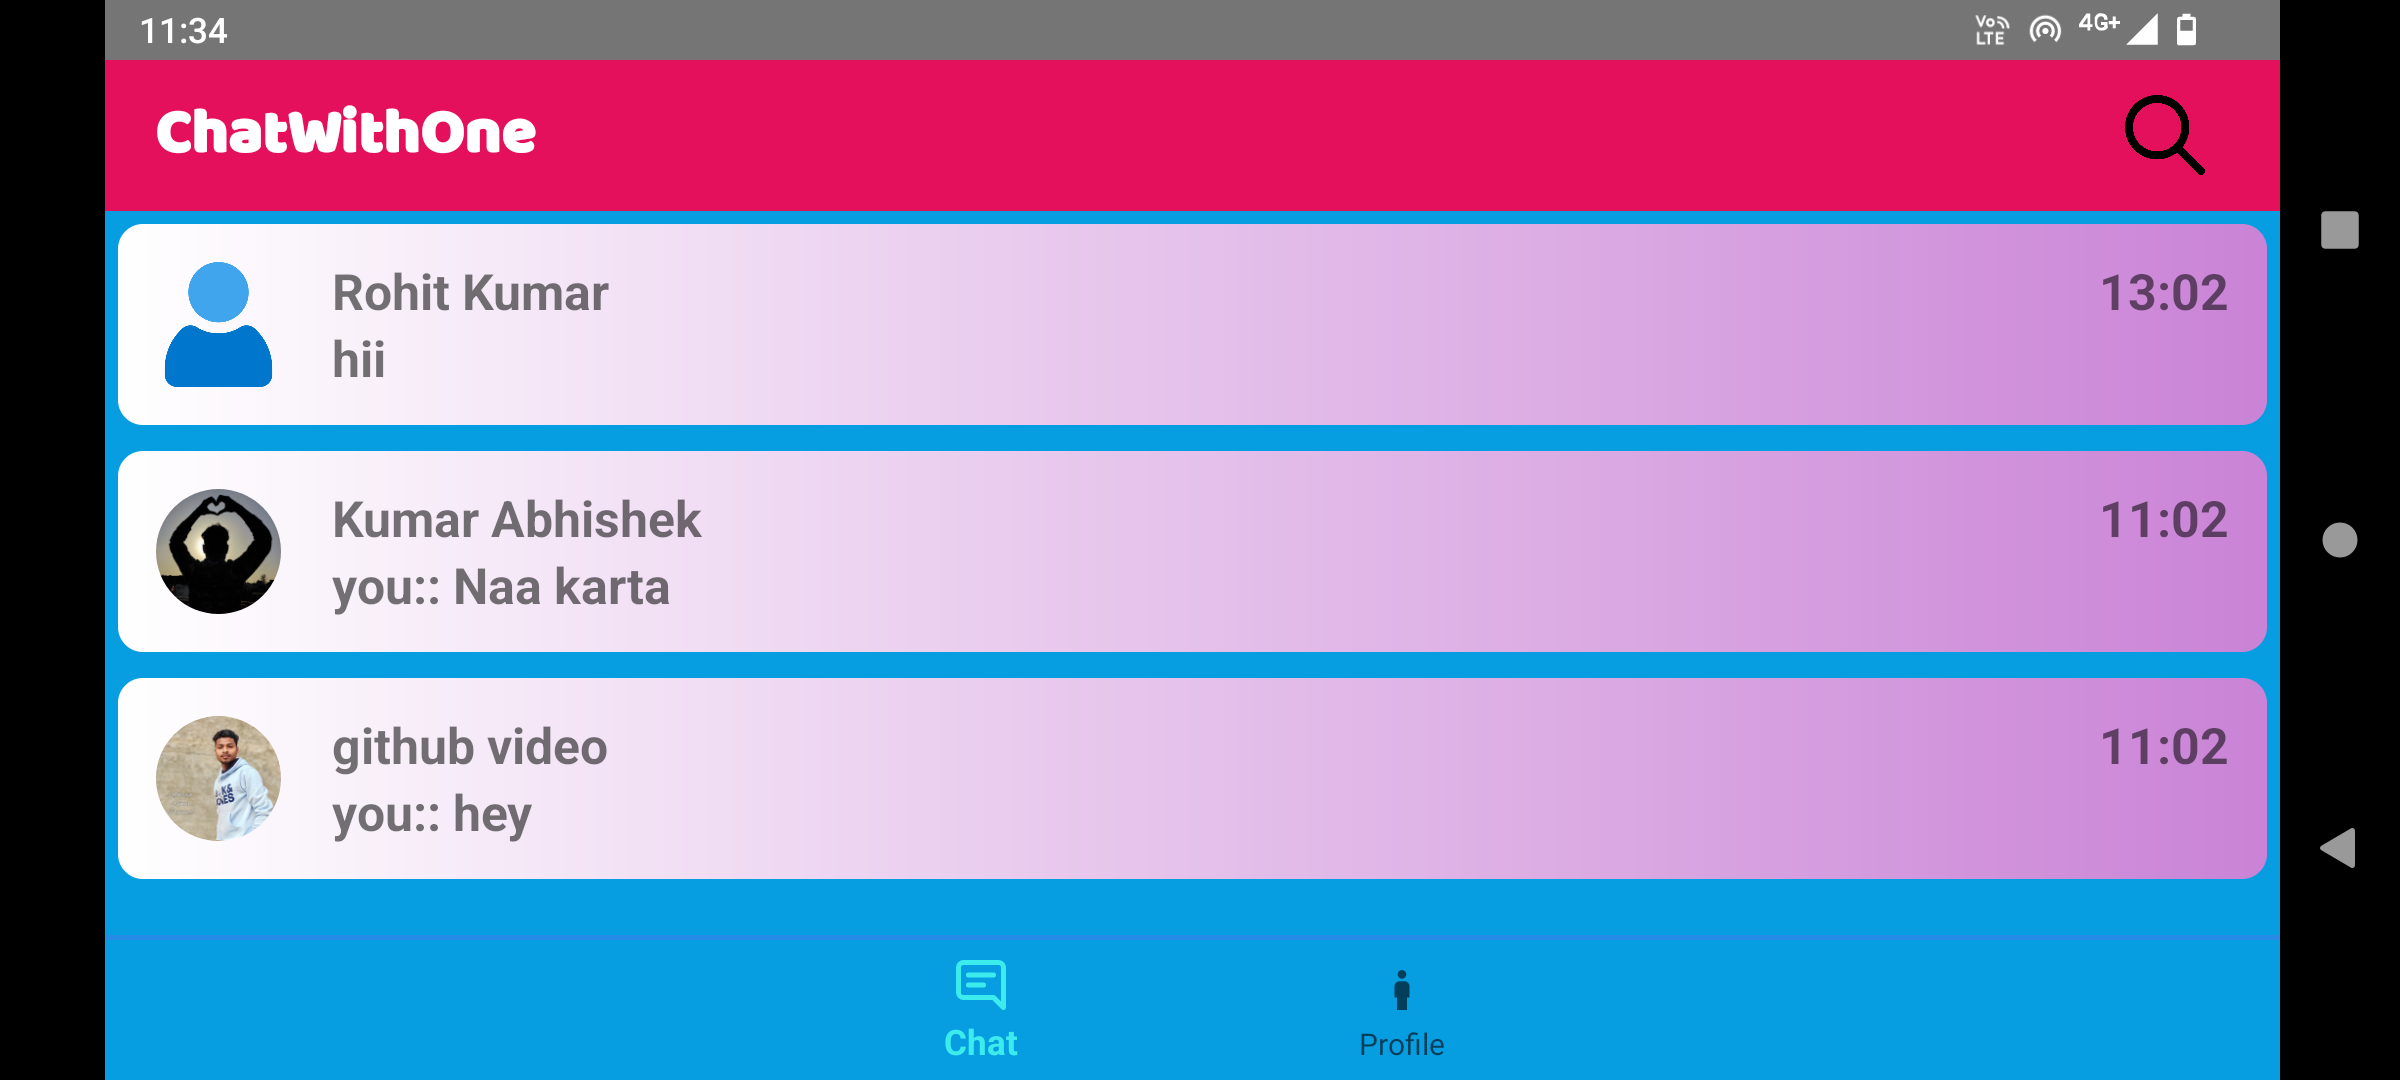 11:34
Vo LTE 4G+
ChatWithOne
Rohit Kumar 13:02
hii
Kumar Abhishek 11:02
you:: Naa karta
github video 11:02
you:: hey
Chat Profile